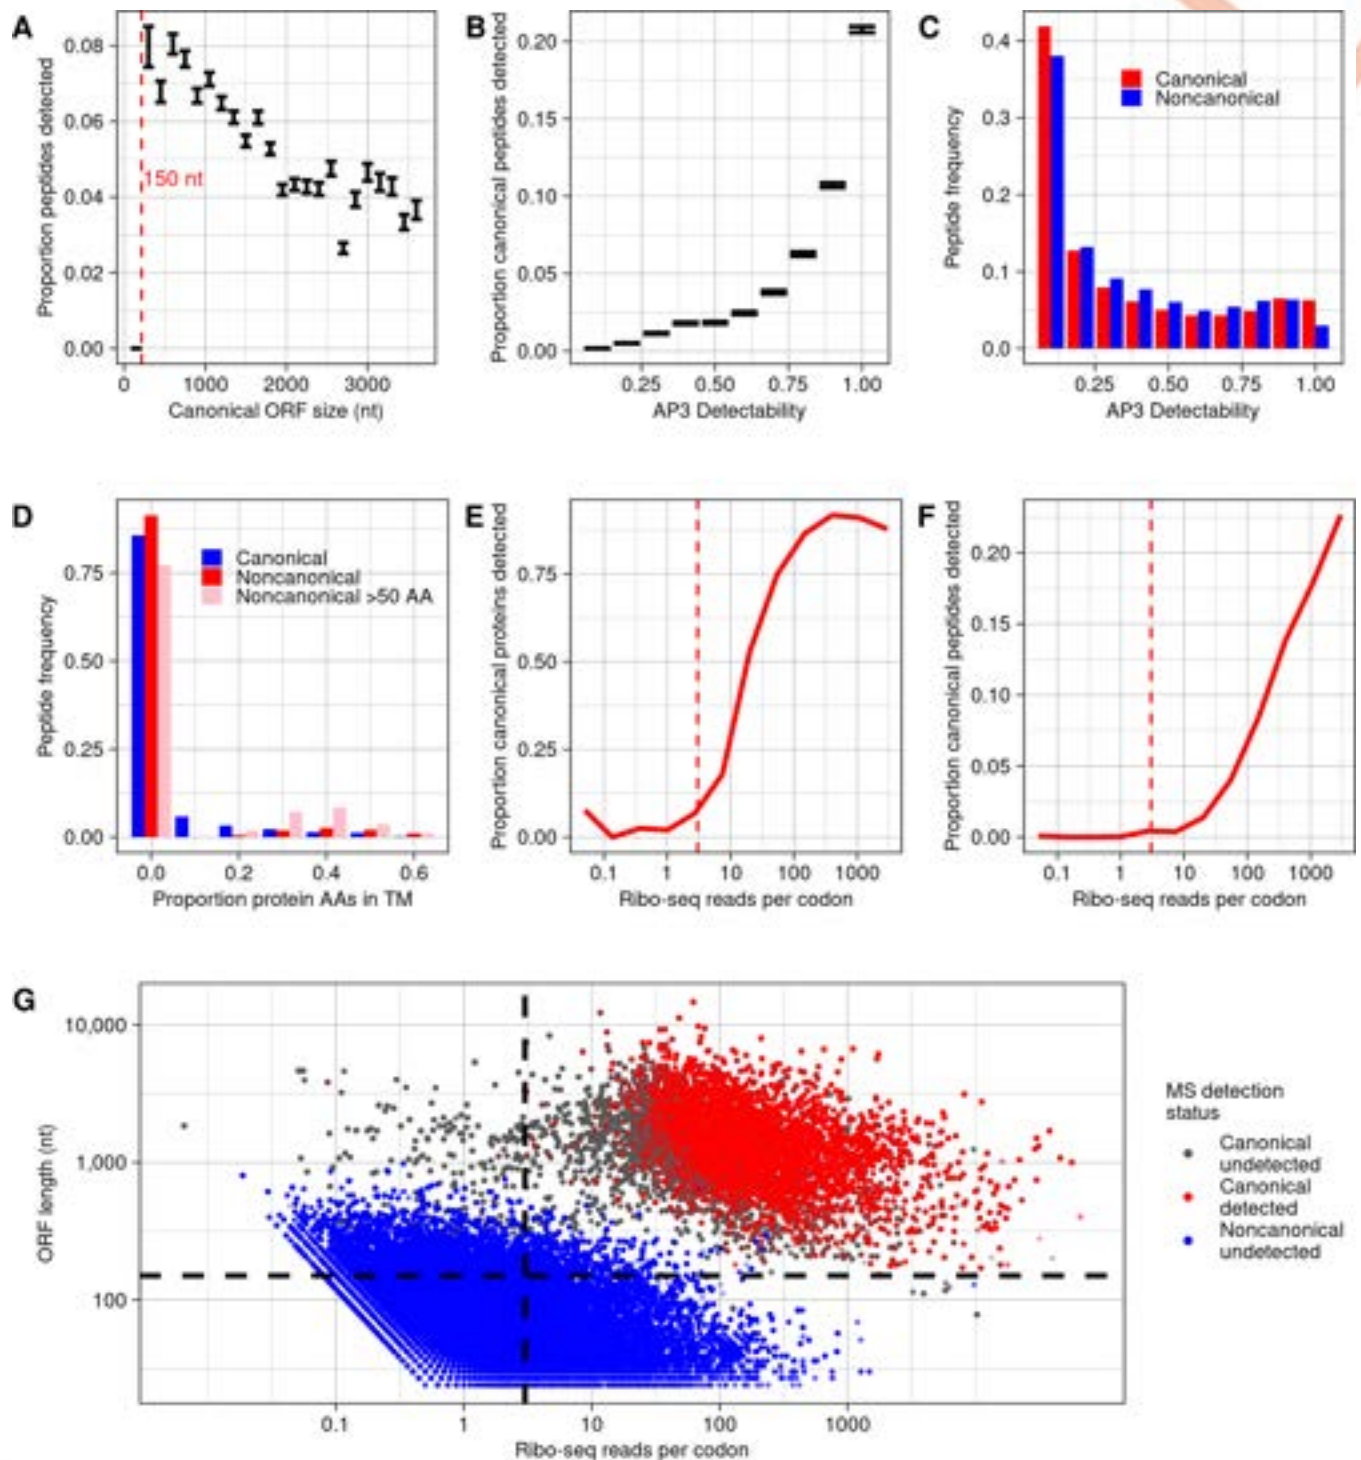 A
Proportion peptides detected
0.08
0.06
0.04
0.02
0.00
150 nt
0
1000
2000
3000
Canonical ORF size (nt)
B
Proportion canonical peptides detected
0.20
0.15
0.10
0.05
0.00
0.25
0.50
0.75
1.00
AP3 Detectability
C
Peptide frequency
0.4
0.3
0.2
0.1
0.0
Canonical
Noncanonical
0.25
0.50
0.75
1.00
AP3 Detectability
D
Peptide frequency
0.75
0.50
0.25
0.00
Canonical
Noncanonical
Noncanonical >50 AA
0.0
0.2
0.4
0.6
Proportion protein AAs in TM
E
Proportion canonical proteins detected
0.75
0.50
0.25
0.00
0.1
1
10
100
1000
Ribo-seq reads per codon
F
Proportion canonical peptides detected
0.20
0.15
0.10
0.05
0.00
0.1
1
10
100
1000
Ribo-seq reads per codon
G
ORF length (nt)
10,000
1,000
100
0.1
1
10
100
1000
Ribo-seq reads per codon
MS detection
status
Canonical
undetected
Canonical
detected
Noncanonical
undetected